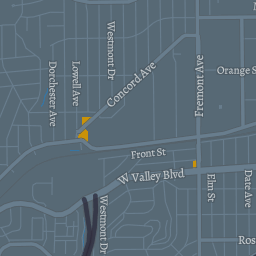 Westmont Dr
Lowell Ave
Dorchester Ave
Concord Ave
Fremont Ave
Orange S
Front St
W Valley Blvd
Elm St
Date Ave
Westmont Dr
Ros